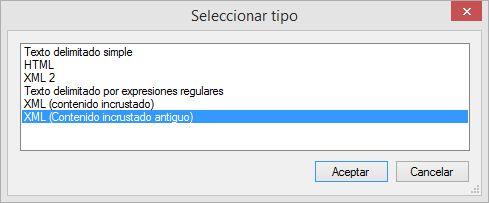 Seleccionar tipo
Texto delimitado simple
HTML
XML 2
Texto delimitado por expresiones regulares
XML (contenido incrustado)
XML (Contenido incrustado antiguo)
Aceptar Cancelar